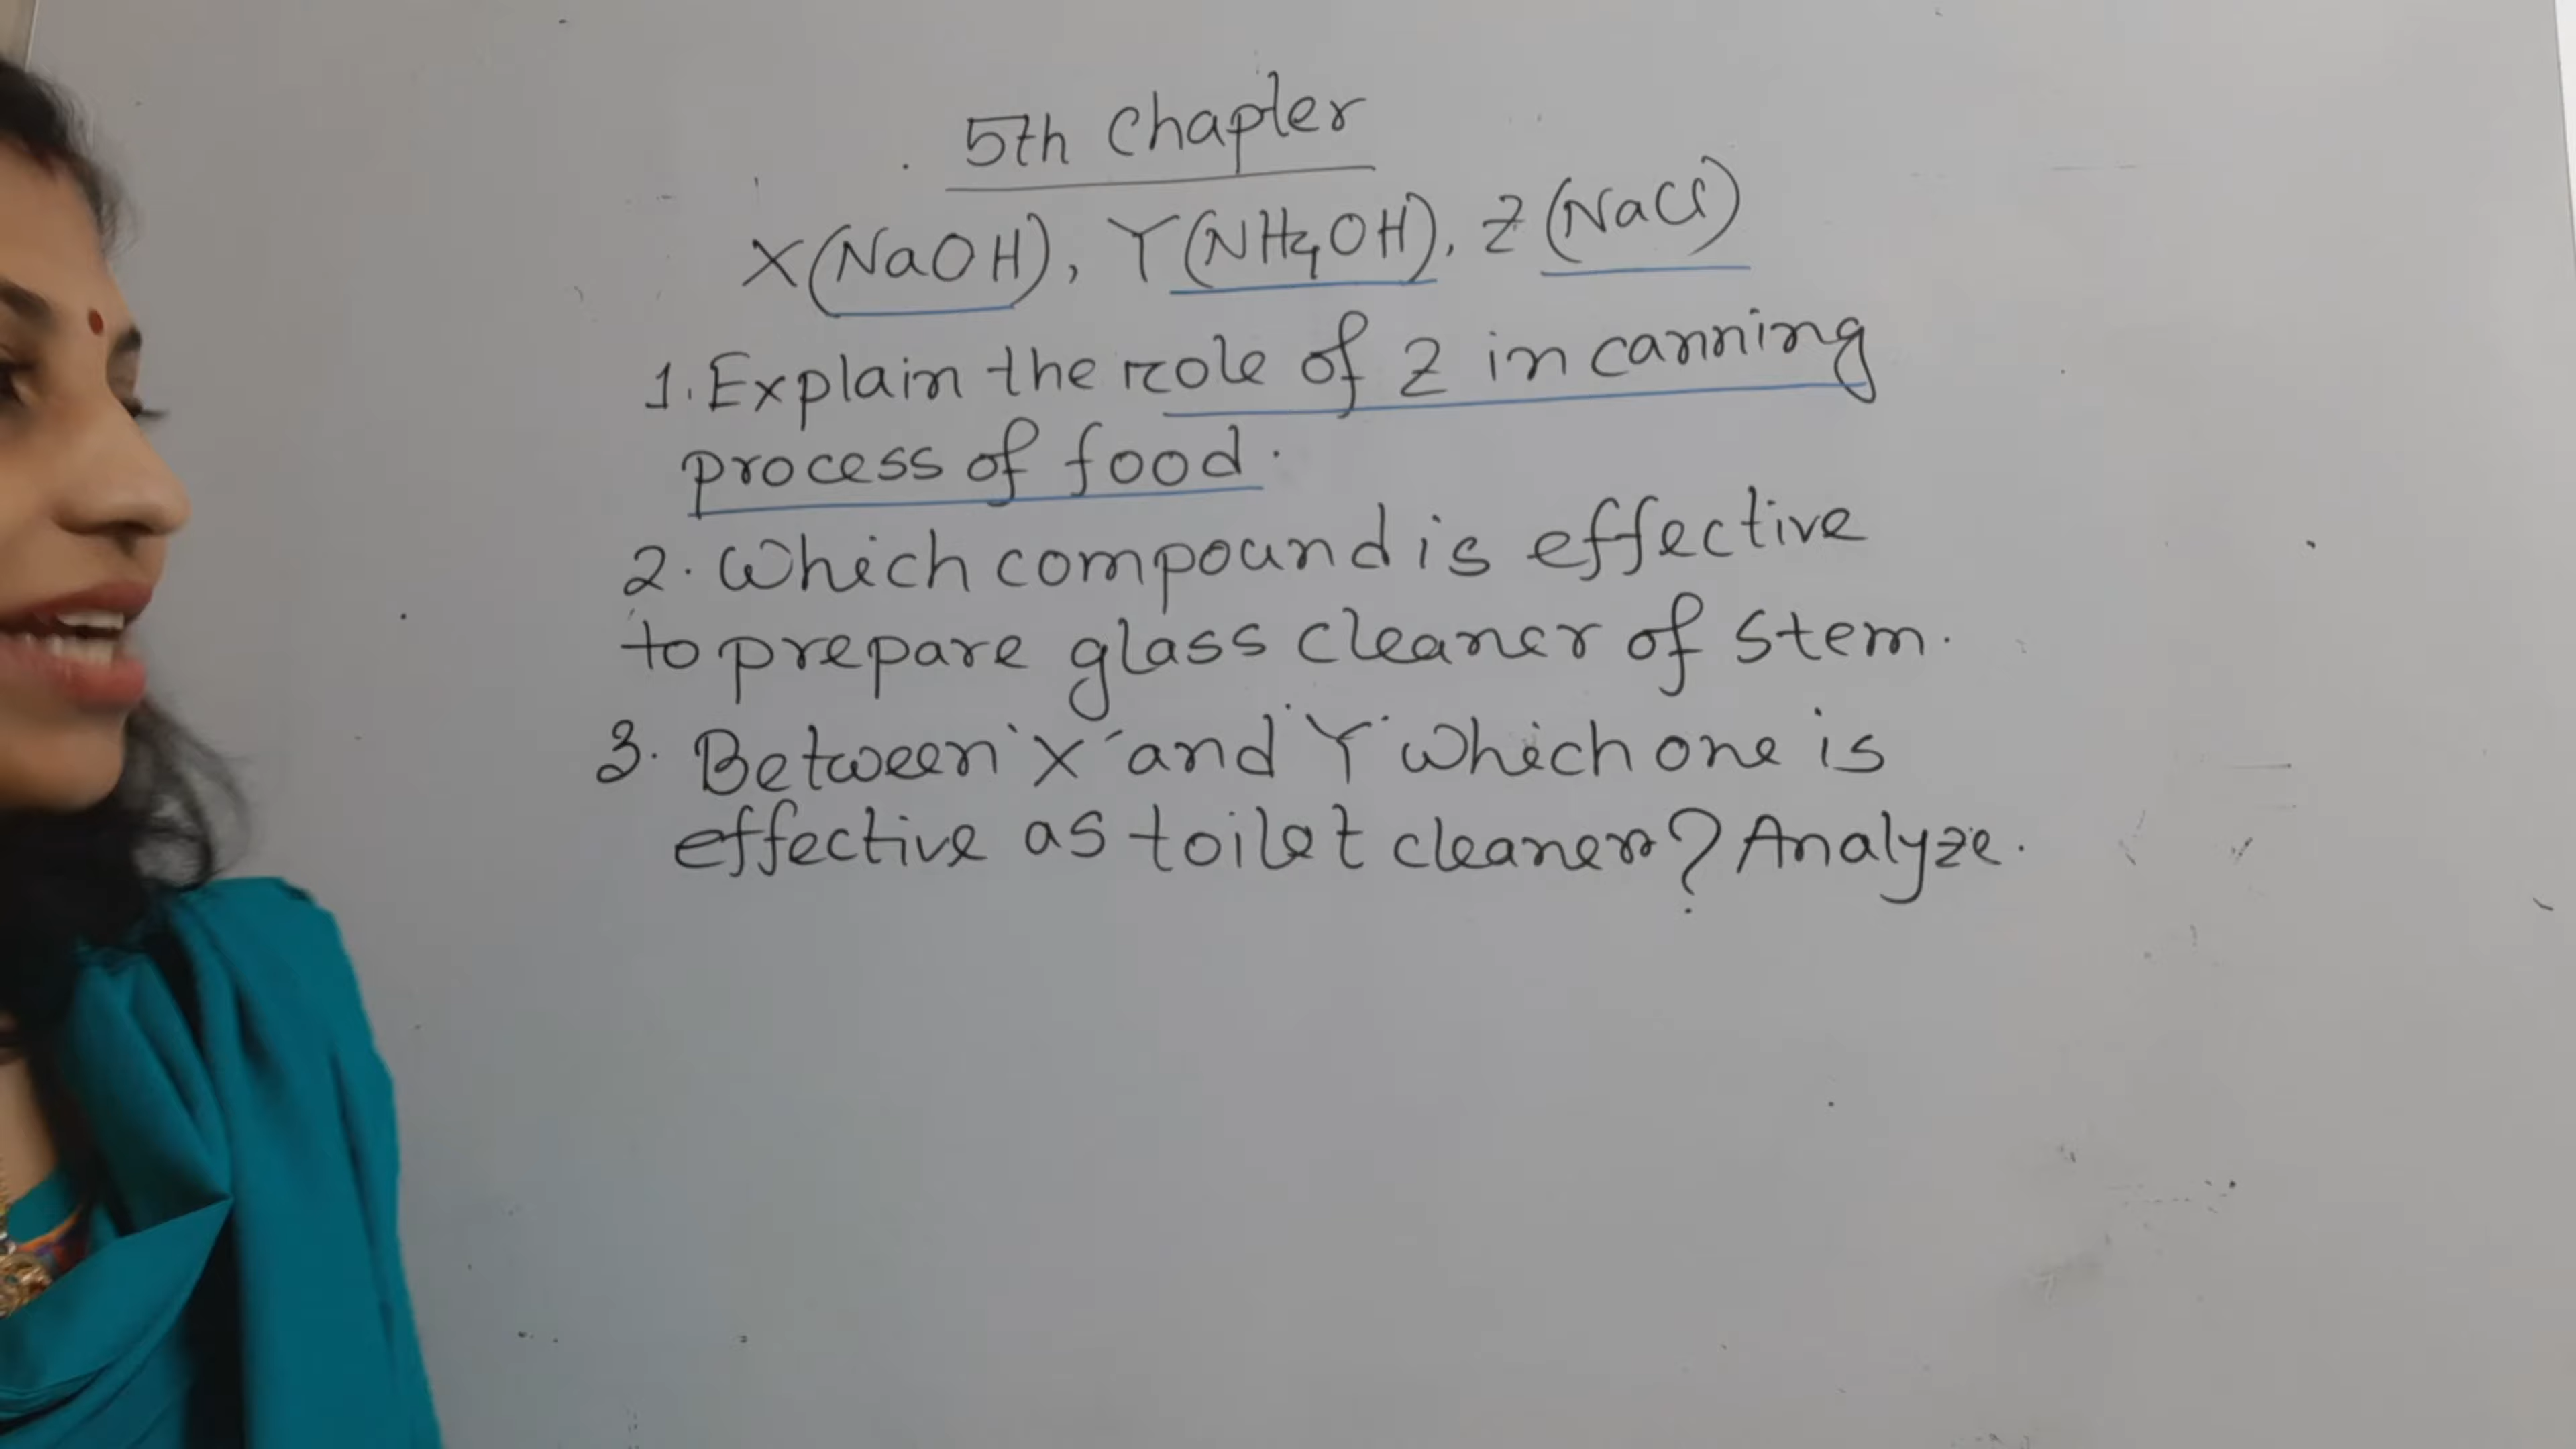 5th Chapter
X(NaOH), Y(NH4OH), Z(NaCl)
1. Explain the role of Z in canning
process of food.
2. Which compound is effective
to prepare glass cleaner of stem.
3. Between 'X' and 'Y' which one is
effective as toilet cleaner? Analyze.